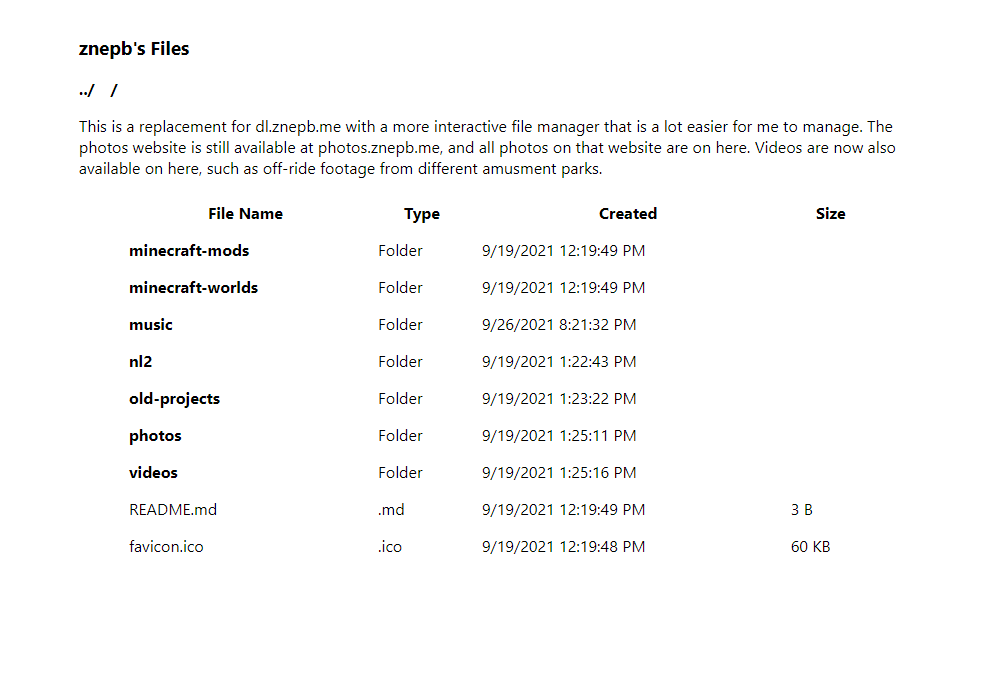 znepb's Files
../ /
This is a replacement for dl.znepb.me with a more interactive file manager that is a lot easier for me to manage. The
photos website is still available at photos.znepb.me, and all photos on that website are on here. Videos are now also
available on here, such as off-ride footage from different amusment parks.
File Name Type Created Size
minecraft-mods Folder 9/19/2021 12:19:49 PM
minecraft-worlds Folder 9/19/2021 12:19:49 PM
music Folder 9/26/2021 8:21:32 PM
nl2 Folder 9/19/2021 1:22:43 PM
old-projects Folder 9/19/2021 1:23:22 PM
photos Folder 9/19/2021 1:25:11 PM
videos Folder 9/19/2021 1:25:16 PM
README.md .md 9/19/2021 12:19:49 PM 3 B
favicon.ico .ico 9/19/2021 12:19:48 PM 60 KB